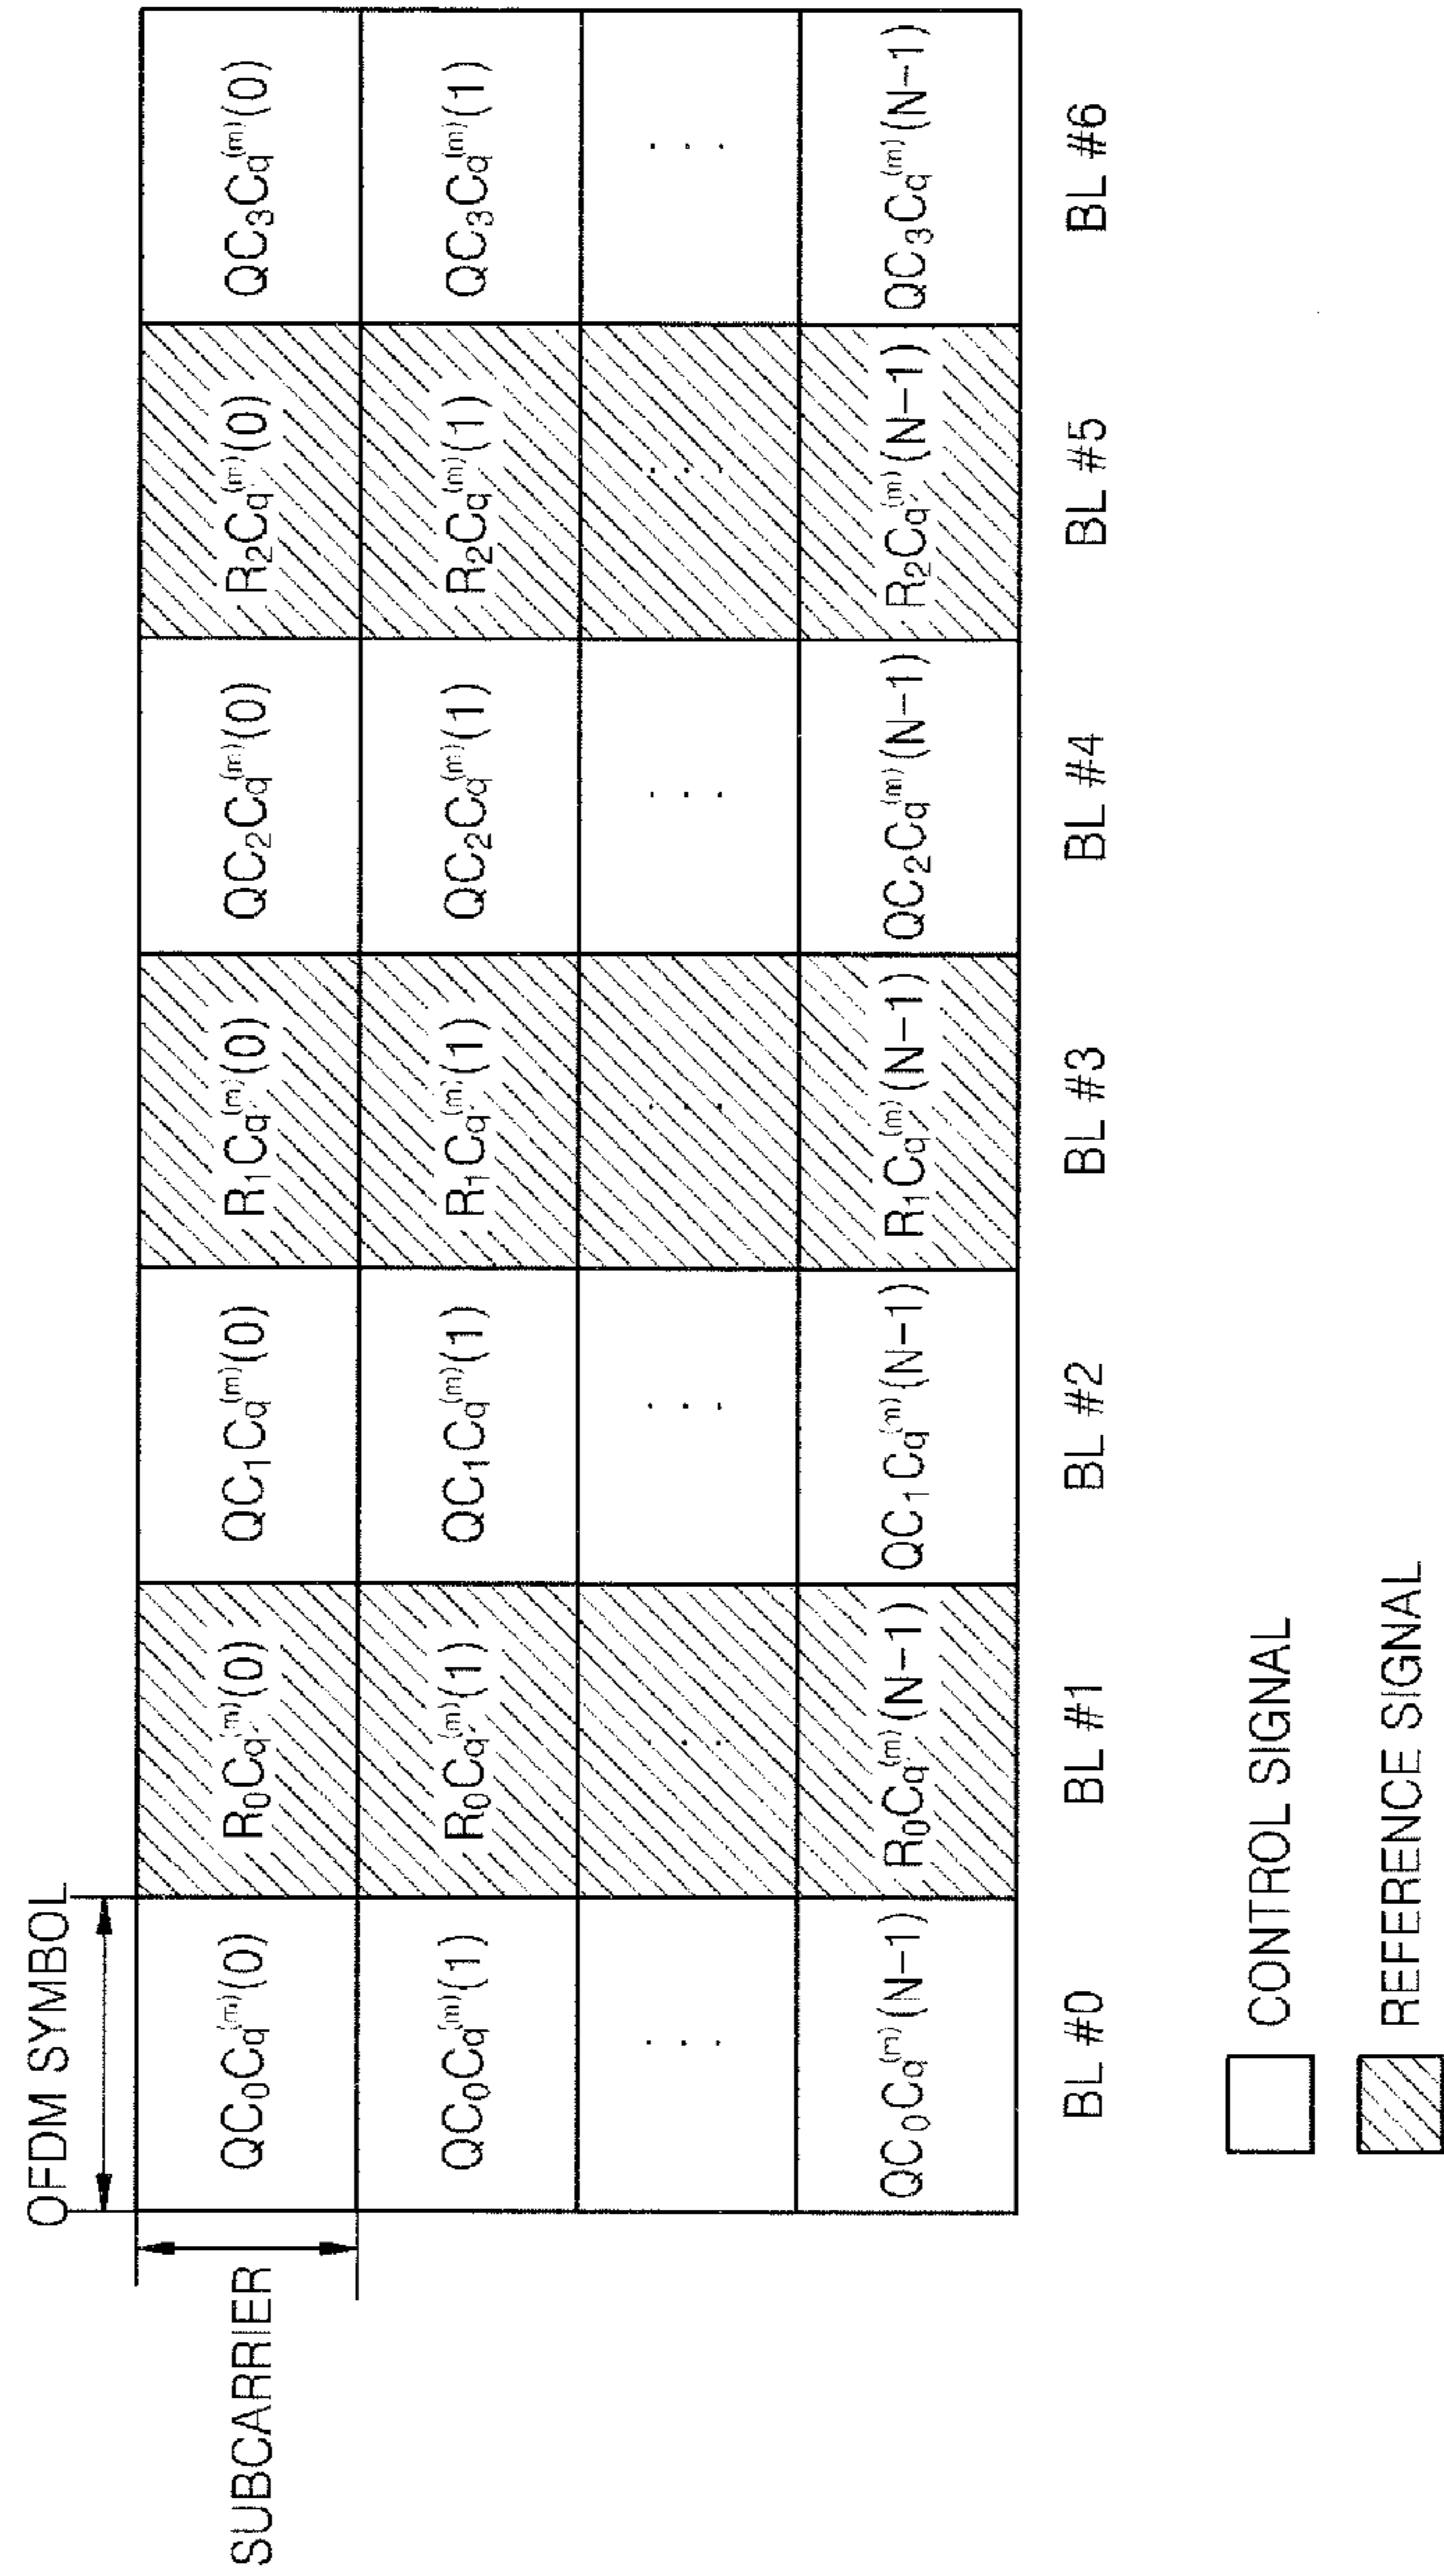 OFDM SYMBOL
SUBCARRIER
QC₀Cq⁽ᵐ⁾(0) R₀Cq⁽ᵐ⁾(0) QC₁Cq⁽ᵐ⁾(0) R₁Cq⁽ᵐ⁾(0) QC₂Cq⁽ᵐ⁾(0) R₂Cq⁽ᵐ⁾(0) QC₃Cq⁽ᵐ⁾(0)
QC₀Cq⁽ᵐ⁾(1) R₀Cq⁽ᵐ⁾(1) QC₁Cq⁽ᵐ⁾(1) R₁Cq⁽ᵐ⁾(1) QC₂Cq⁽ᵐ⁾(1) R₂Cq⁽ᵐ⁾(1) QC₃Cq⁽ᵐ⁾(1)
... ... ... ... ... ... ...
QC₀Cq⁽ᵐ⁾(N-1) R₀Cq⁽ᵐ⁾(N-1) QC₁Cq⁽ᵐ⁾(N-1) R₁Cq⁽ᵐ⁾(N-1) QC₂Cq⁽ᵐ⁾(N-1) R₂Cq⁽ᵐ⁾(N-1) QC₃Cq⁽ᵐ⁾(N-1)
BL #0 BL #1 BL #2 BL #3 BL #4 BL #5 BL #6
CONTROL SIGNAL
REFERENCE SIGNAL